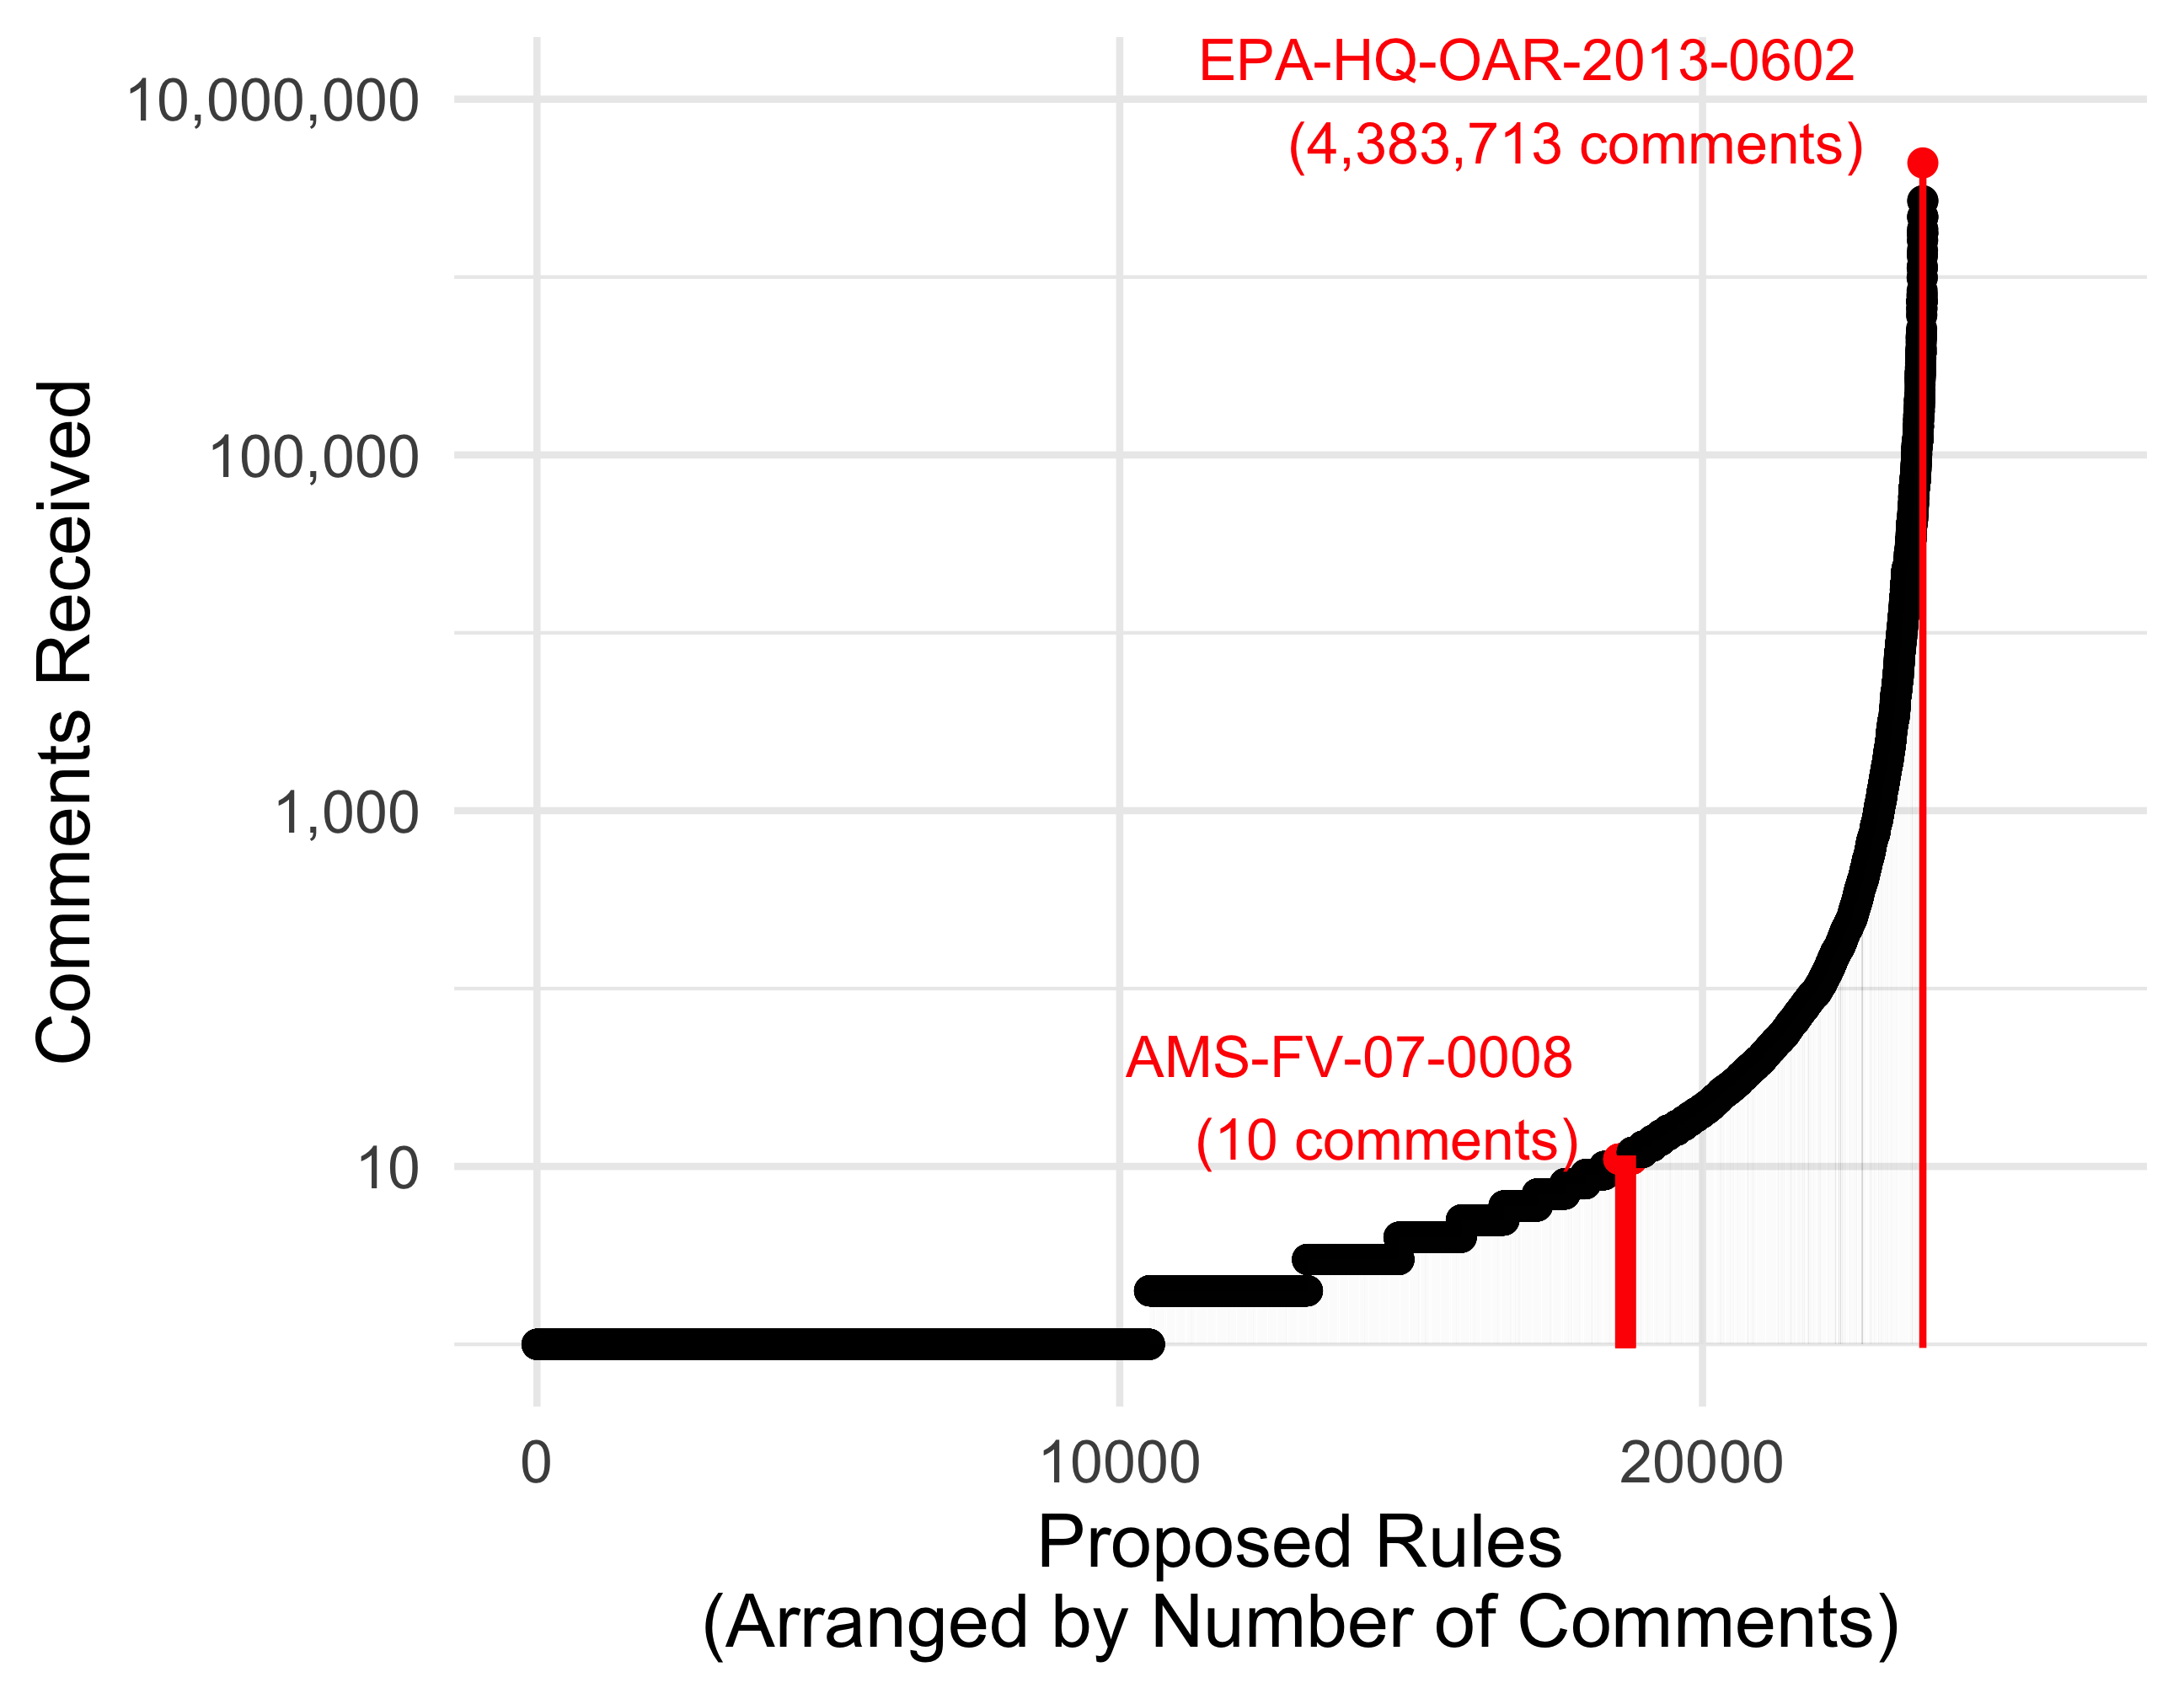 EPA-HQ-OAR-2013-0602
(4,383,713 comments)
10,000,000
100,000
1,000
10
Comments Received
AMS-FV-07-0008
(10 comments)
0
10000
20000
Proposed Rules
(Arranged by Number of Comments)